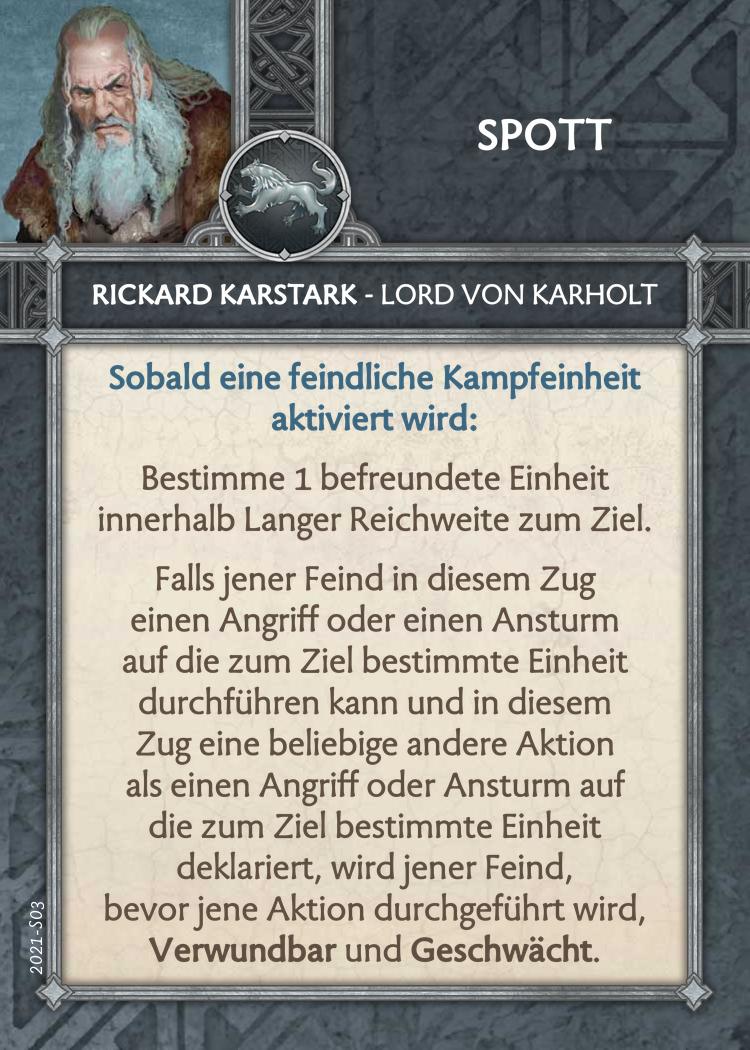 SPOTT
RICKARD KARSTARK - LORD VON KARHOLT
Sobald eine feindliche Kampfeinheit
aktiviert wird:
Bestimme 1 befreundete Einheit
innerhalb Langer Reichweite zum Ziel.
Falls jener Feind in diesem Zug
einen Angriff oder einen Ansturm
auf die zum Ziel bestimmte Einheit
durchführen kann und in diesem
Zug eine beliebige andere Aktion
als einen Angriff oder Ansturm auf
die zum Ziel bestimmte Einheit
deklariert, wird jener Feind,
bevor jene Aktion durchgeführt wird,
Verwundbar und Geschwächt.
2021-S03